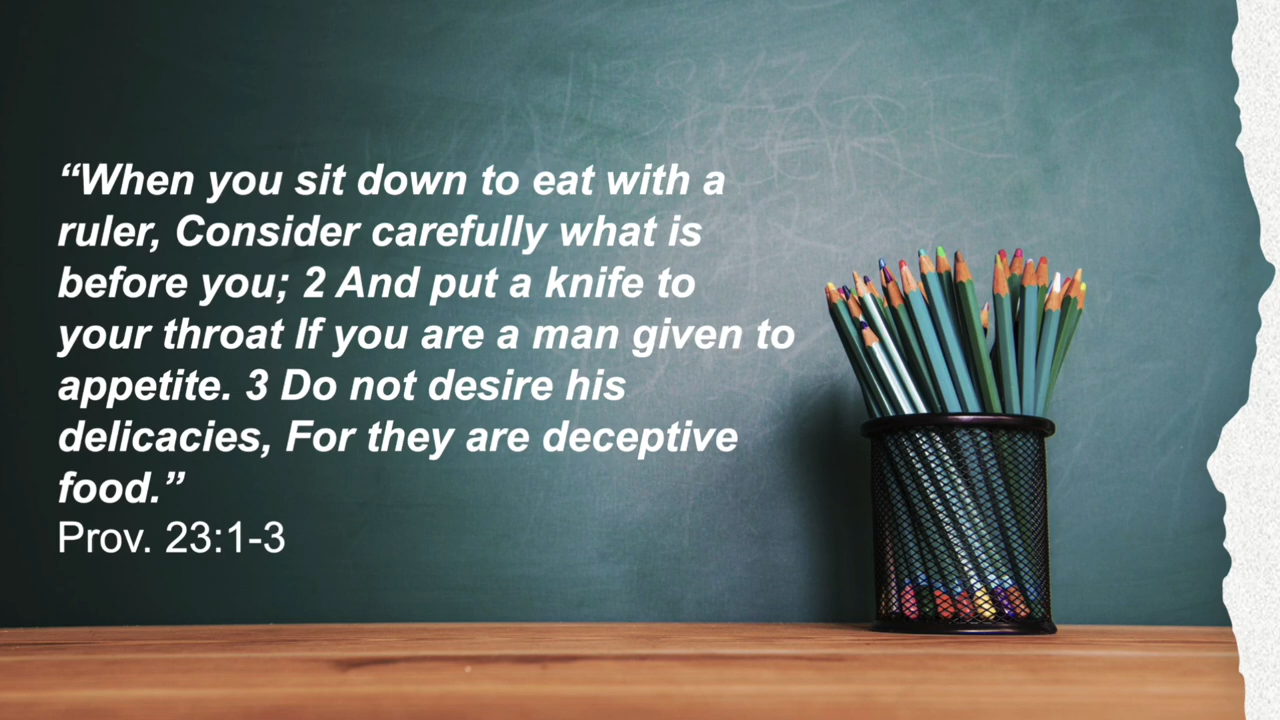 “When you sit down to eat with a
ruler, Consider carefully what is
before you; 2 And put a knife to
your throat If you are a man given to
appetite. 3 Do not desire his
delicacies, For they are deceptive
food.”
Prov. 23:1-3